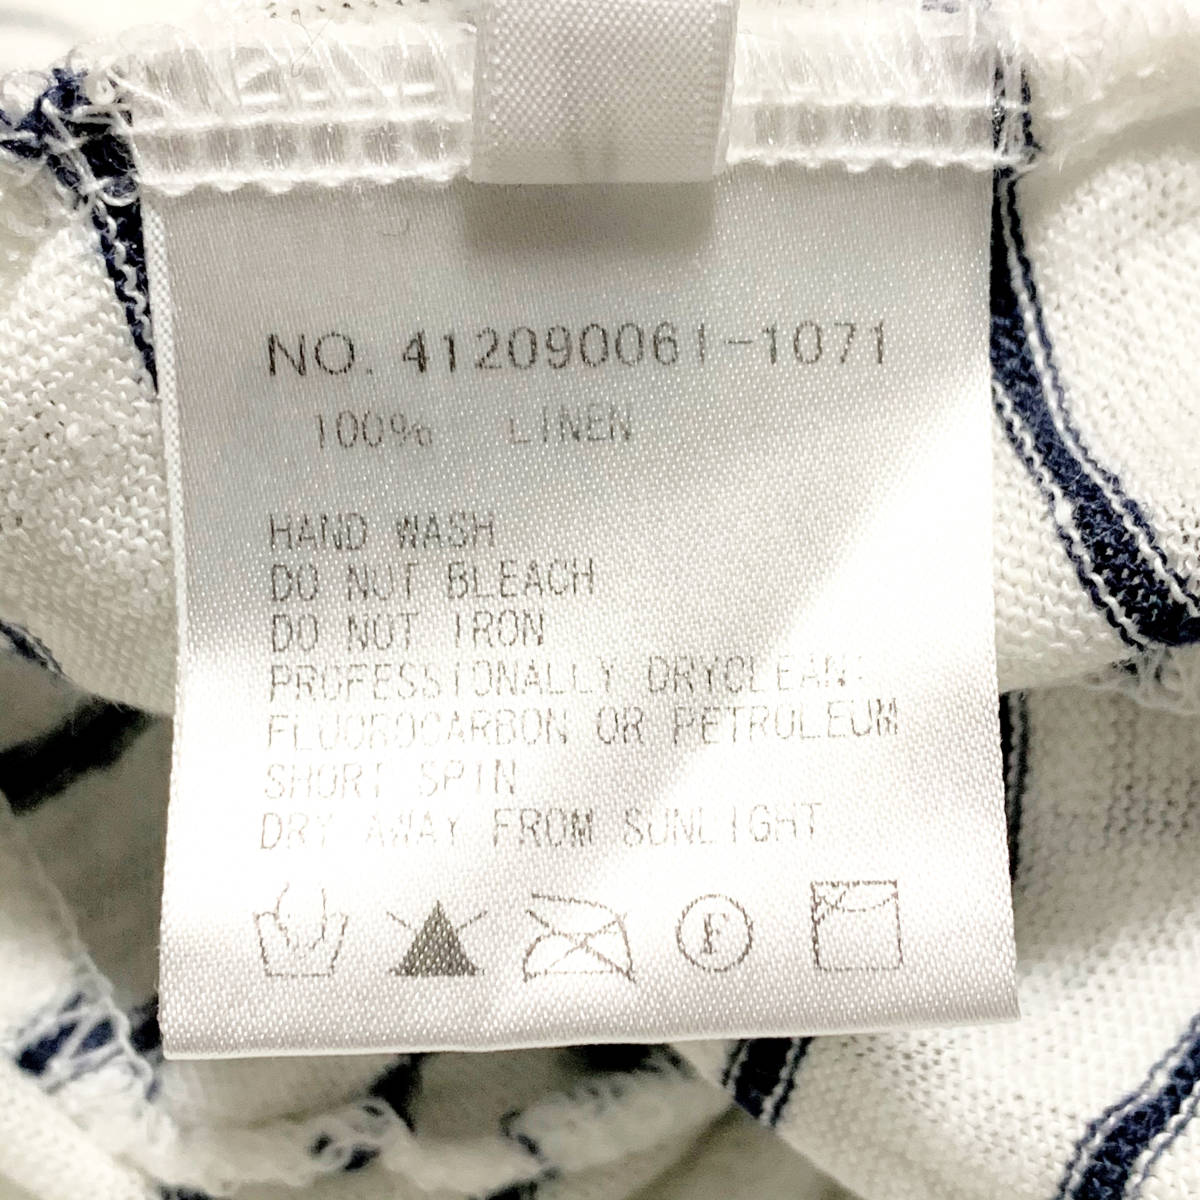 NO. 412090061-1071
100% LINEN
HAND WASH
DO NOT BLEACH
DO NOT IRON
PROFESSIONALLY DRYCLEAN:
FLUOROCARBON OR PETROLEUM
SHORT SPIN
DRY AWAY FROM SUNLIGHT
F